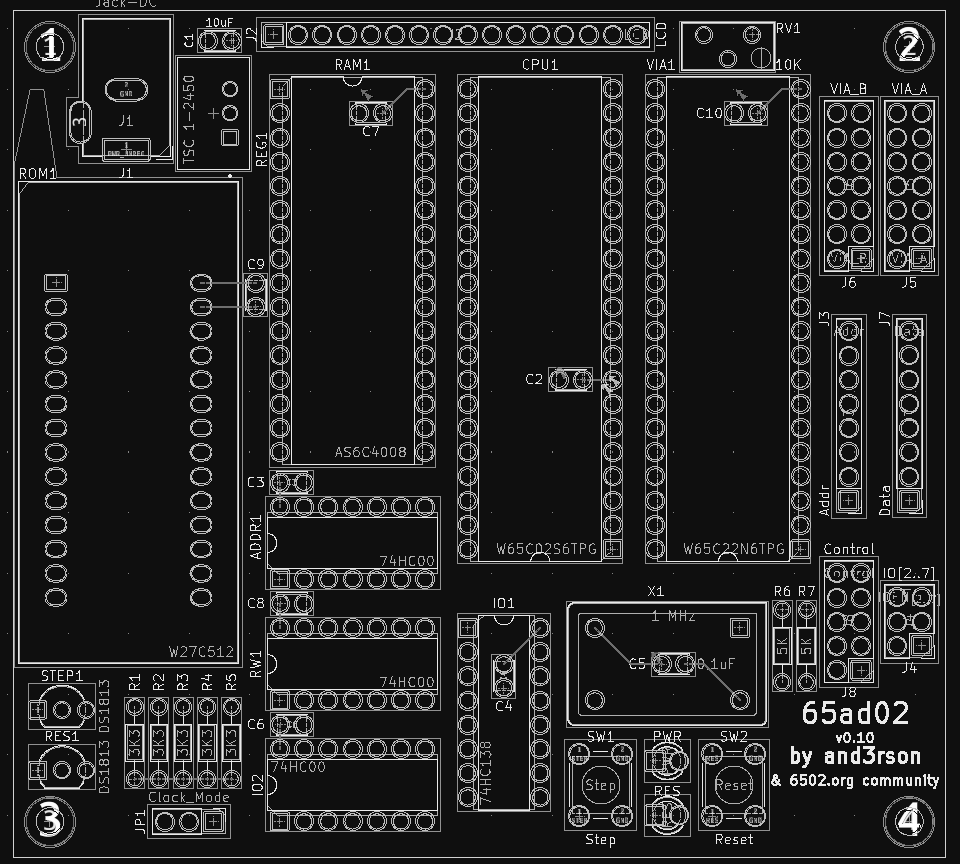 Jack-DC
10uF
C1
J2
LCD
RV1
10K
1
2
RAM1
CPU1
VIA1
TSC 1-2450
REG1
3
GND
J1
J1
ROM1
C7
C10
VIA_B
VIA_A
J6
J5
C9
C2
5
J3
J7
Addr
Data
Addr
Data
AS6C4008
W65C02S6TPG
W65C22N6TPG
C3
ADDR1
74HC00
C8
RW1
74HC00
C6
74HC00
IO2
W27C512
STEP1
DS1813
RES1
DS1813
R1
R2
R3
R4
R5
3K3
3K3
3K3
3K3
3K3
Clock_Mode
JP1
IO1
C4
74HC138
X1
1 MHz
C5
0.1uF
R6
R7
5K
5K
Control
Control
IO[2..7]
J4
J8
SW1
Step
Step
PWR
RES
SW2
Reset
Reset
65ad02
v0.10
by and3rson
& 6502.org community
3
4